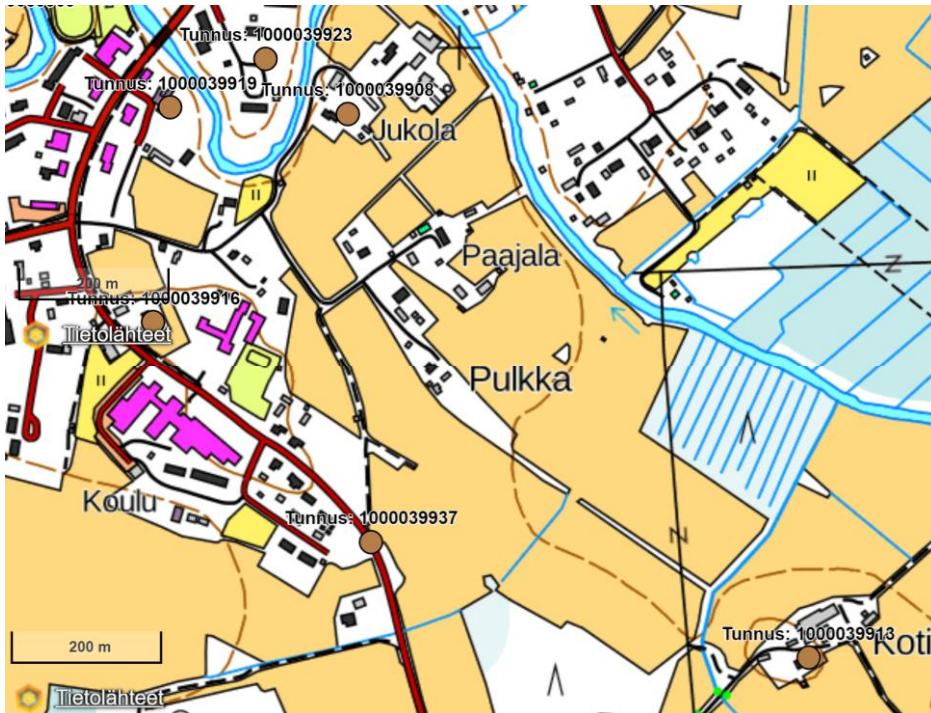 Tunnus: 1000039923
Tunnus: 1000039919
Tunnus: 1000039908
Jukola
II
II
Paajala
N
200 m
Tunnus: 1000039916
Tietolähteet
II
Pulkka
Koulu
Tunnus: 1000039937
N
200 m
Tunnus: 1000039913
Koti
Tietolähteet